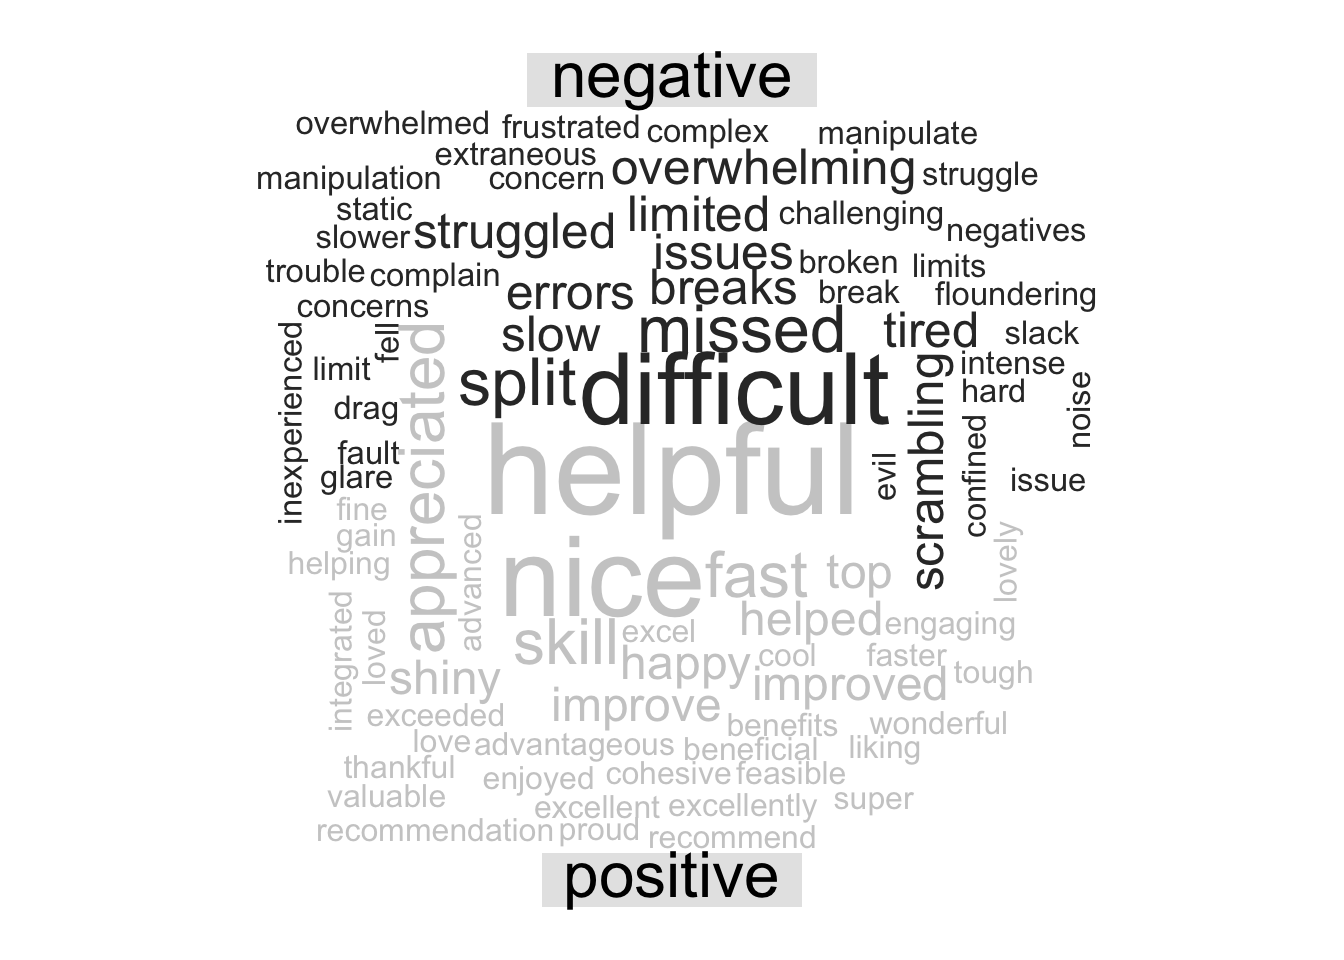 negative
overwhelmed frustrated complex manipulate
extraneous overwhelming
manipulation concern struggle
static limited challenging
slower struggled negatives
issues broken limits
trouble complain
errors breaks break floundering
concerns
slow missed tired slack
inexperienced fell
limit split difficult scrambling intense
drag hard
noise
appreciated
fault helpful evil confined
glare issue
fine
gain
helping advanced nice fast top lovely
integrated loved skill excel helped engaging
shiny happy cool faster
improved tough
exceeded improve benefits wonderful
love advantageous beneficial liking
thankful enjoyed cohesive feasible
valuable excellent excellently super
recommendation proud recommend
positive